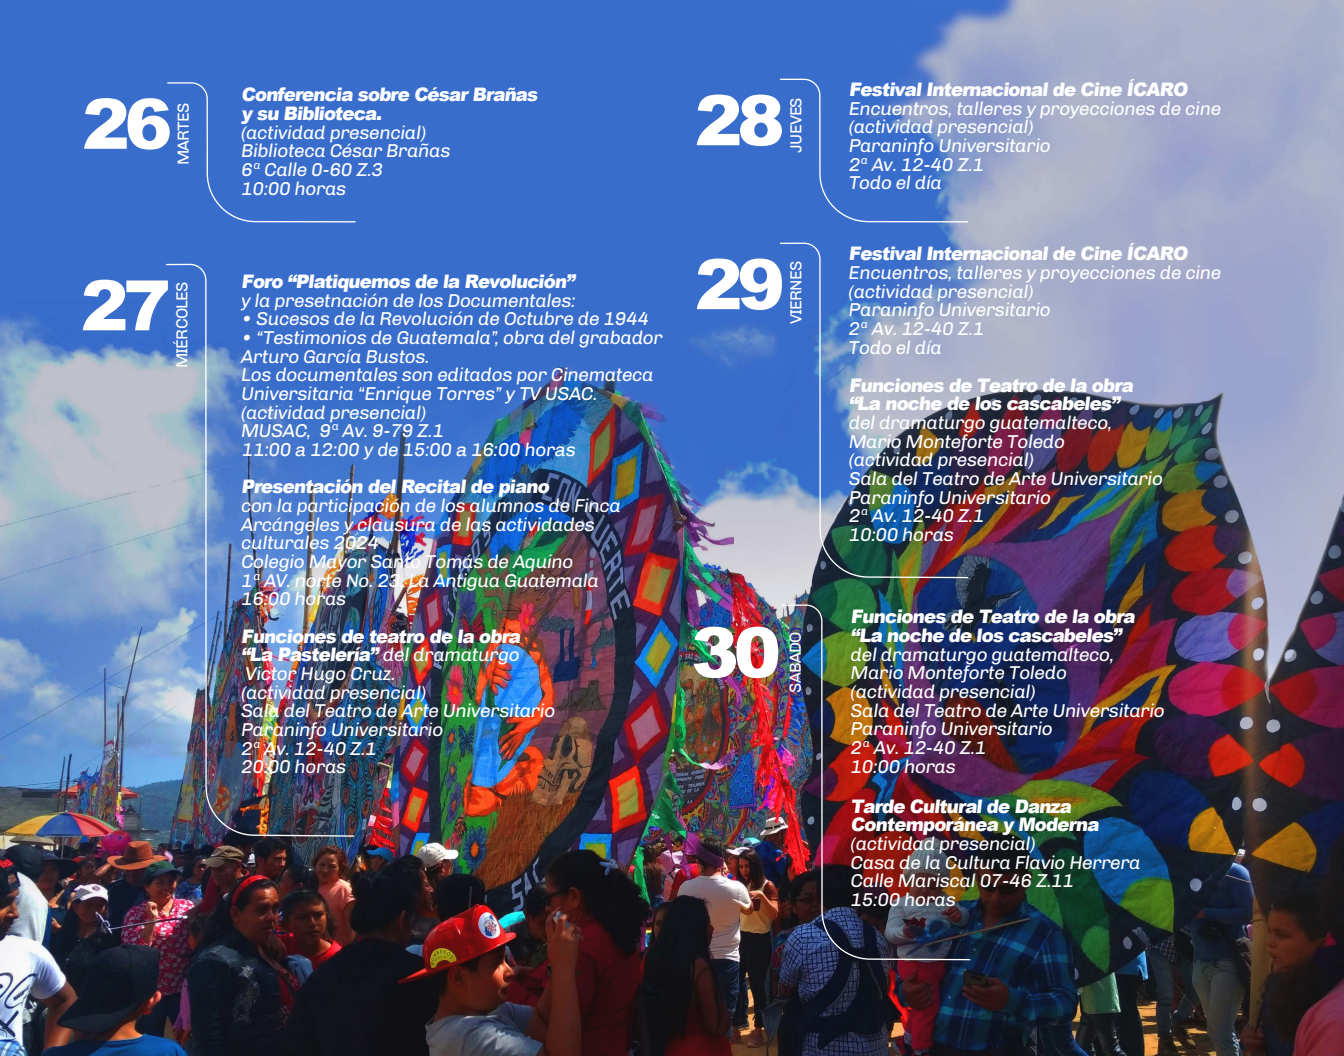 26
MARTES
Conferencia sobre César Brañas
y su Biblioteca.
(actividad presencial)
Biblioteca César Brañas
6ª Calle 0-60 Z.3
10:00 horas
27
MIÉRCOLES
Foro “Platiquemos de la Revolución”
y la presetnación de los Documentales:
• Sucesos de la Revolución de Octubre de 1944
• “Testimonios de Guatemala”, obra del grabador
Arturo García Bustos.
Los documentales son editados por Cinemateca
Universitaria “Enrique Torres” y TV USAC.
(actividad presencial)
MUSAC, 9ª Av. 9-79 Z.1
11:00 a 12:00 y de 15:00 a 16:00 horas
Presentación del Recital de piano
con la participación de los alumnos de Finca
Arcángeles y clausura de las actividades
culturales 2024
Colegio Mayor Santo Tomás de Aquino
1ª AV. norte No. 23, La Antigua Guatemala
16:00 horas
Funciones de teatro de la obra
“La Pastelería” del dramaturgo
Victor Hugo Cruz.
(actividad presencial)
Sala del Teatro de Arte Universitario
Paraninfo Universitario
2ª Av. 12-40 Z.1
20:00 horas
28
JUEVES
Festival Internacional de Cine ÍCARO
Encuentros, talleres y proyecciones de cine
(actividad presencial)
Paraninfo Universitario
2ª Av. 12-40 Z.1
Todo el día
29
VIERNES
Festival Internacional de Cine ÍCARO
Encuentros, talleres y proyecciones de cine
(actividad presencial)
Paraninfo Universitario
2ª Av. 12-40 Z.1
Todo el día
Funciones de Teatro de la obra
“La noche de los cascabeles”
del dramaturgo guatemalteco,
Mario Monteforte Toledo
(actividad presencial)
Sala del Teatro de Arte Universitario
Paraninfo Universitario
2ª Av. 12-40 Z.1
10:00 horas
30
SÁBADO
Funciones de Teatro de la obra
“La noche de los cascabeles”
del dramaturgo guatemalteco,
Mario Monteforte Toledo
(actividad presencial)
Sala del Teatro de Arte Universitario
Paraninfo Universitario
2ª Av. 12-40 Z.1
10:00 horas
Tarde Cultural de Danza
Contemporánea y Moderna
(actividad presencial)
Casa de la Cultura Flavio Herrera
Calle Mariscal 07-46 Z.11
15:00 horas